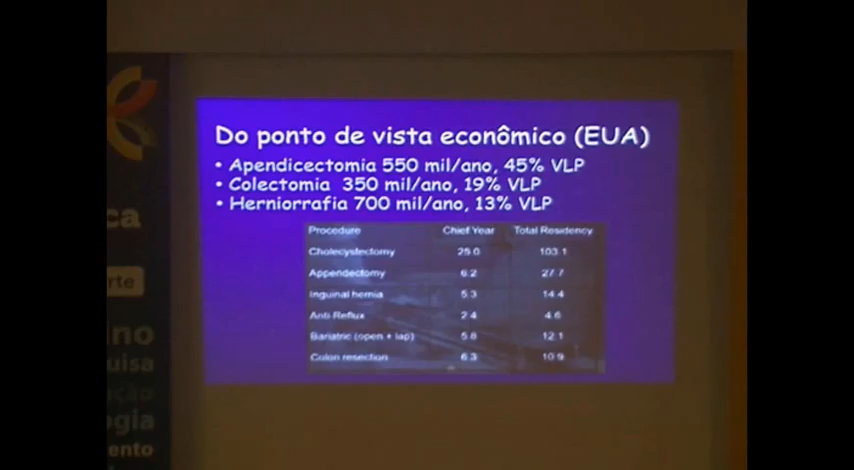 Do ponto de vista econômico (EUA)
• Apendicectomia 550 mil/ano, 45% VLP
• Colectomia 350 mil/ano, 19% VLP
• Herniorrafia 700 mil/ano, 13% VLP
Procedure Chief Year Total Residency
Cholecystectomy 25.0 103.1
Appendectomy 6.2 27.7
Inguinal hernia 5.3 14.4
Anti-Reflux 2.4 4.6
Bariatric (open + lap) 5.8 12.1
Colon resection 6.3 10.9
ca
rte
ino
uisa
ção
ogia
ento